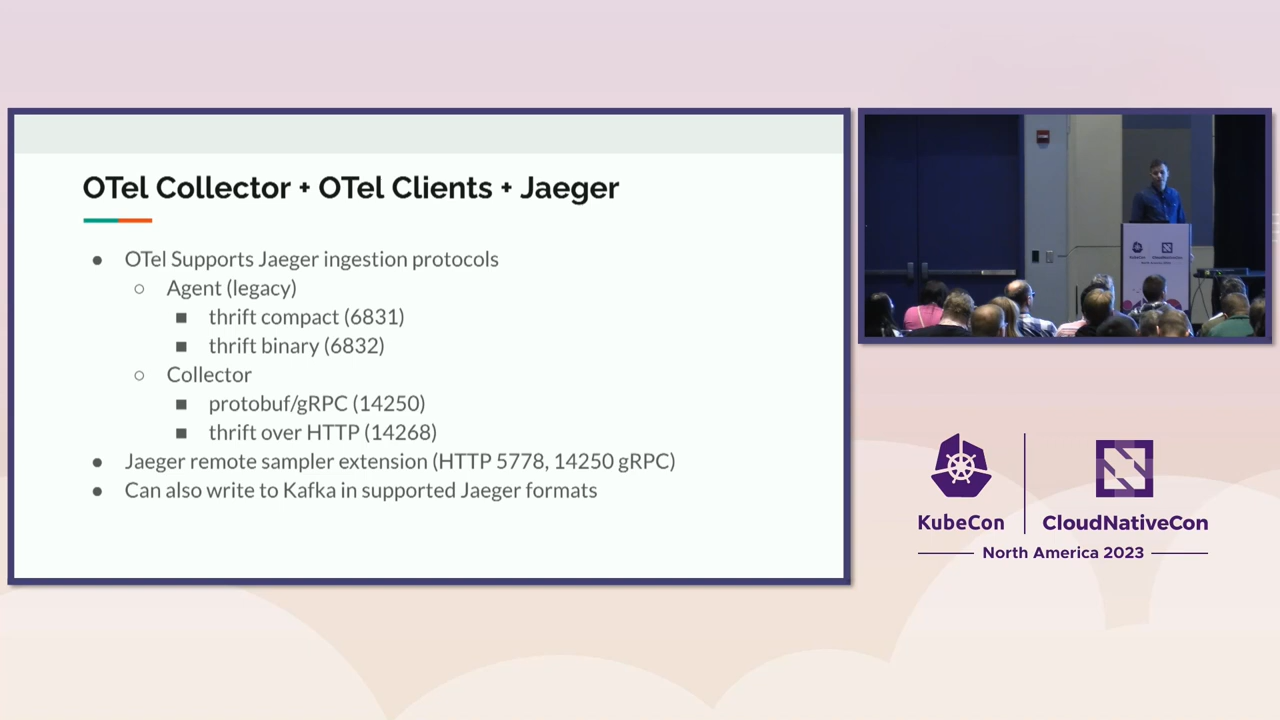 OTel Collector + OTel Clients + Jaeger
● OTel Supports Jaeger ingestion protocols
○ Agent (legacy)
■ thrift compact (6831)
■ thrift binary (6832)
○ Collector
■ protobuf/gRPC (14250)
■ thrift over HTTP (14268)
● Jaeger remote sampler extension (HTTP 5778, 14250 gRPC)
● Can also write to Kafka in supported Jaeger formats
KubeCon
CloudNativeCon
KubeCon
CloudNativeCon
North America 2023